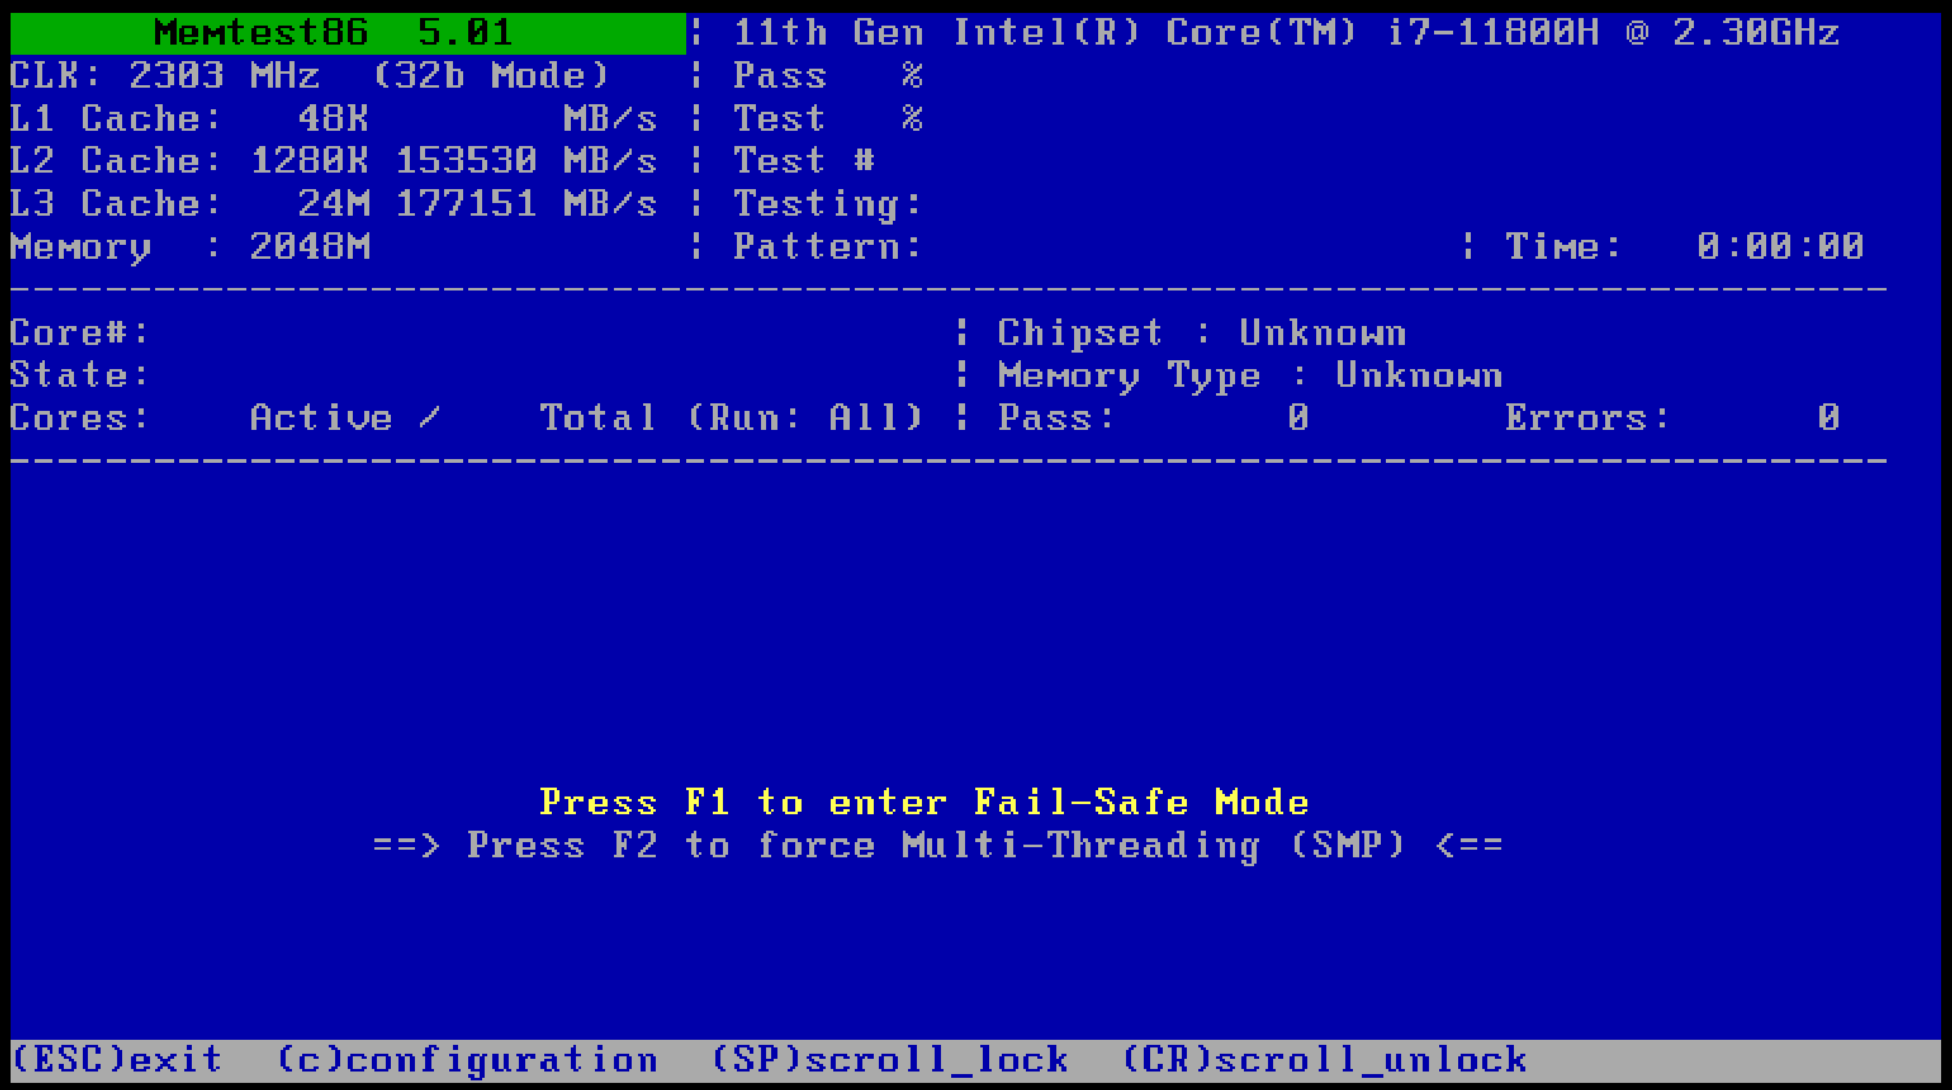 Memtest86 5.01 | 11th Gen Intel(R) Core(TM) i7-11800H @ 2.30GHz
CLK: 2303 MHz (32b Mode) | Pass %
L1 Cache: 48K MB/s | Test %
L2 Cache: 1280K 153530 MB/s | Test #
L3 Cache: 24M 177151 MB/s | Testing:
Memory : 2048M | Pattern: | Time: 0:00:00
------------------------------------------------------------------------------
Core#: | Chipset : Unknown
State: | Memory Type : Unknown
Cores: Active / Total (Run: All) | Pass: 0 Errors: 0
------------------------------------------------------------------------------
Press F1 to enter Fail-Safe Mode
==> Press F2 to force Multi-Threading (SMP) <==
(ESC)exit (c)configuration (SP)scroll_lock (CR)scroll_unlock